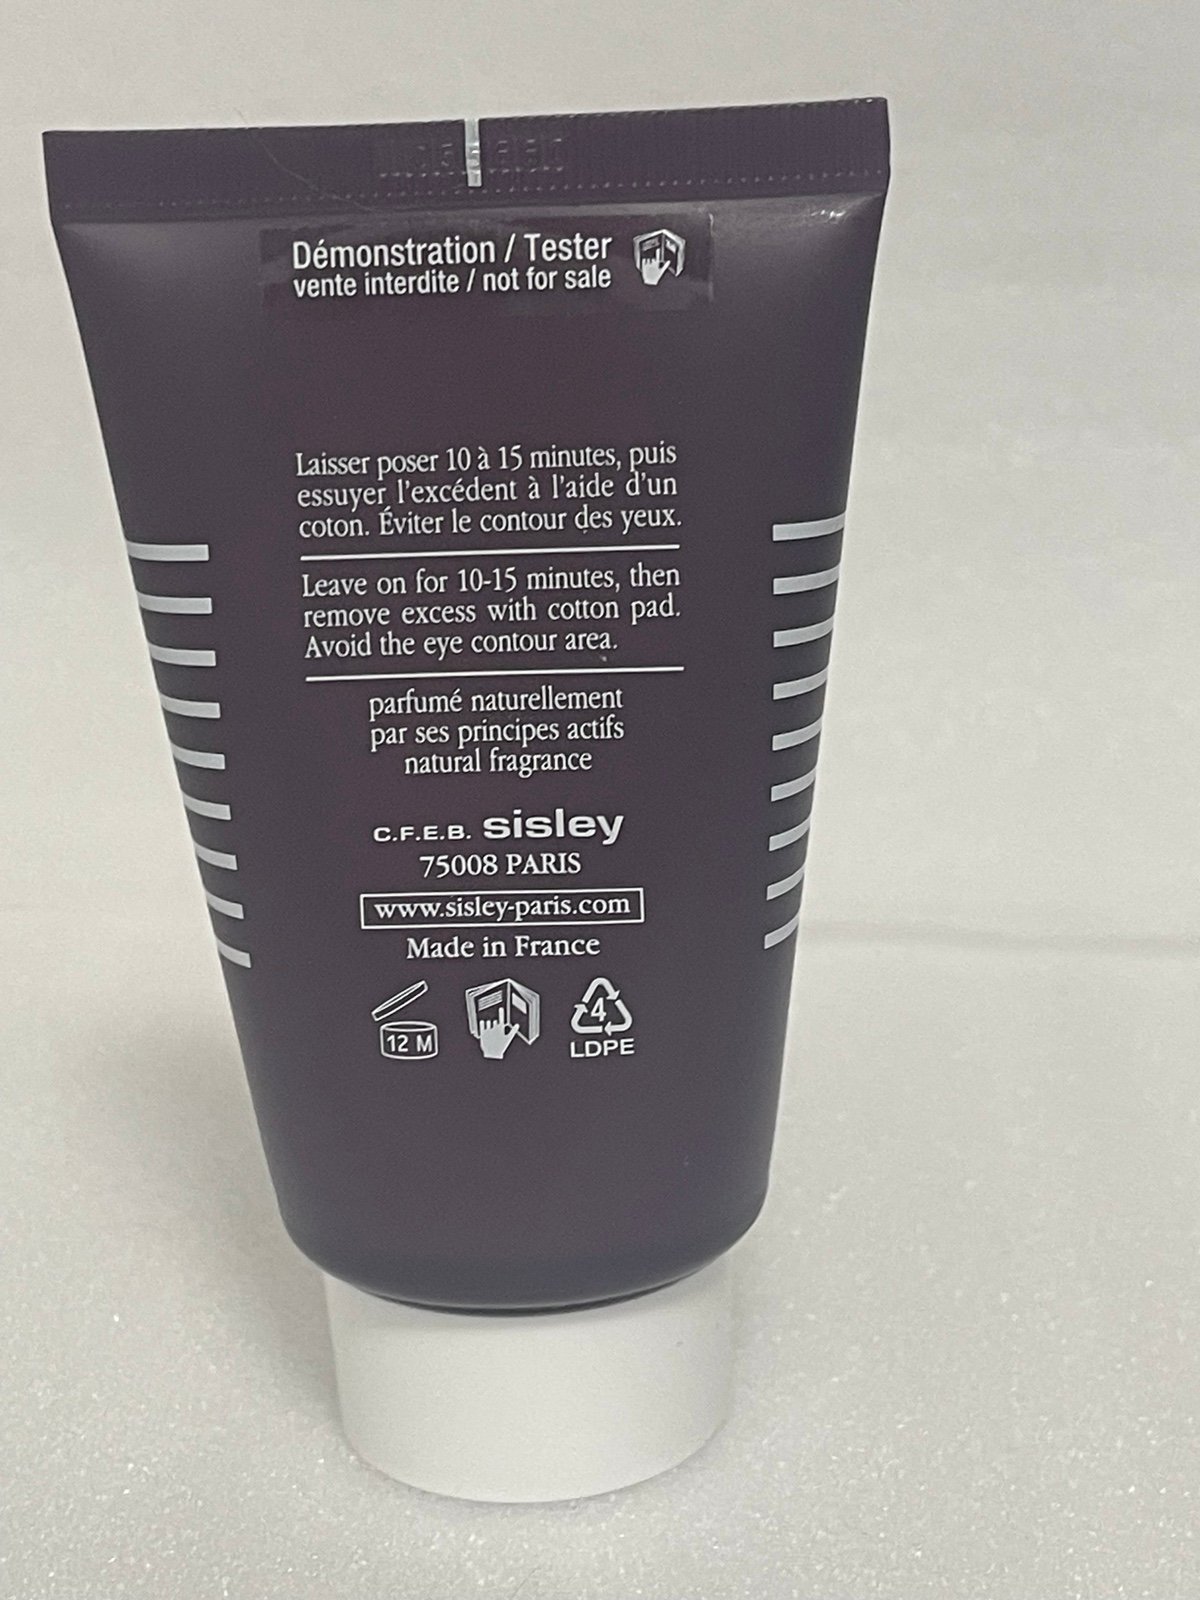 Démonstration / Tester
vente interdite / not for sale
Laisser poser 10 à 15 minutes, puis
essuyer l'excédent à l'aide d'un
coton. Éviter le contour des yeux.
Leave on for 10-15 minutes, then
remove excess with cotton pad.
Avoid the eye contour area.
parfumé naturellement
par ses principes actifs
natural fragrance
C.F.E.B. sisley
75008 PARIS
www.sisley-paris.com
Made in France
12 M
4
LDPE